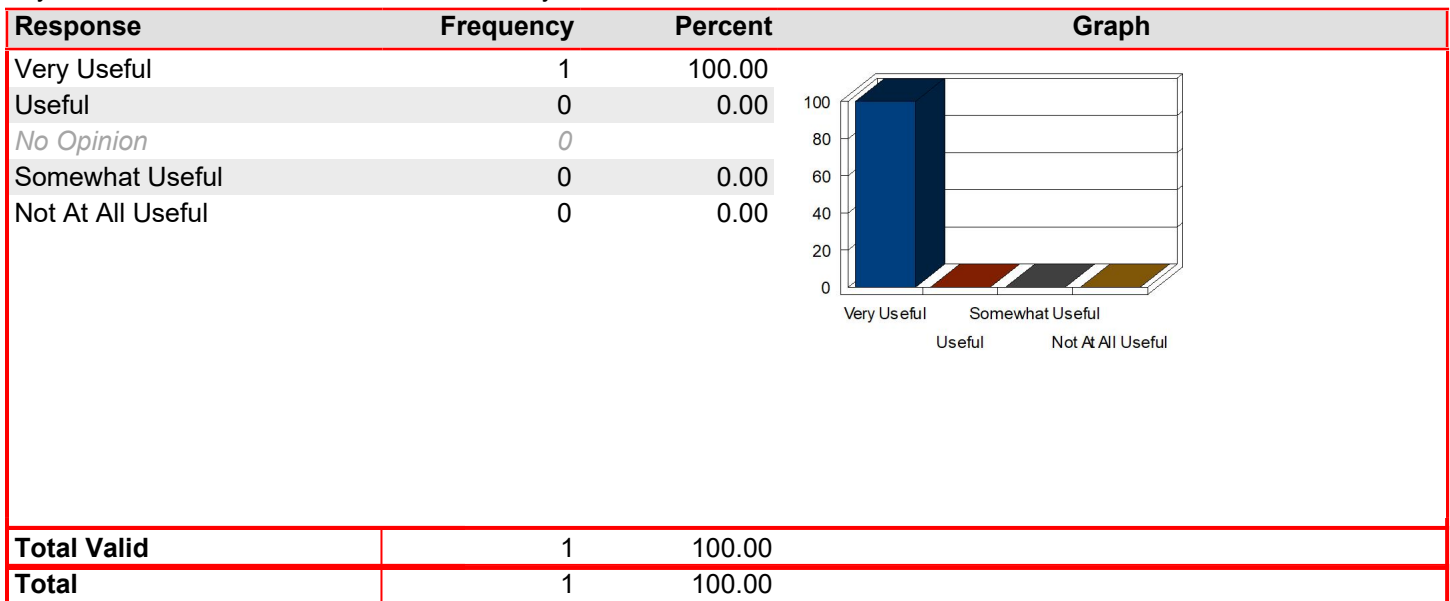 Response Frequency Percent Graph
Very Useful 1 100.00
Useful 0 0.00
No Opinion 0
Somewhat Useful 0 0.00
Not At All Useful 0 0.00
100
80
60
40
20
0
Very Useful Somewhat Useful
Useful Not At All Useful
Total Valid 1 100.00
Total 1 100.00